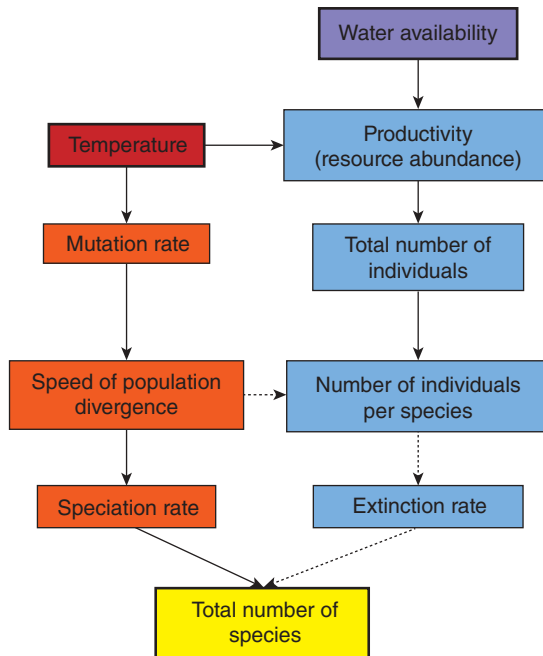 Water availability
Temperature
Productivity
(resource abundance)
Mutation rate
Total number of
individuals
Speed of population
divergence
Number of individuals
per species
Speciation rate
Extinction rate
Total number of
species